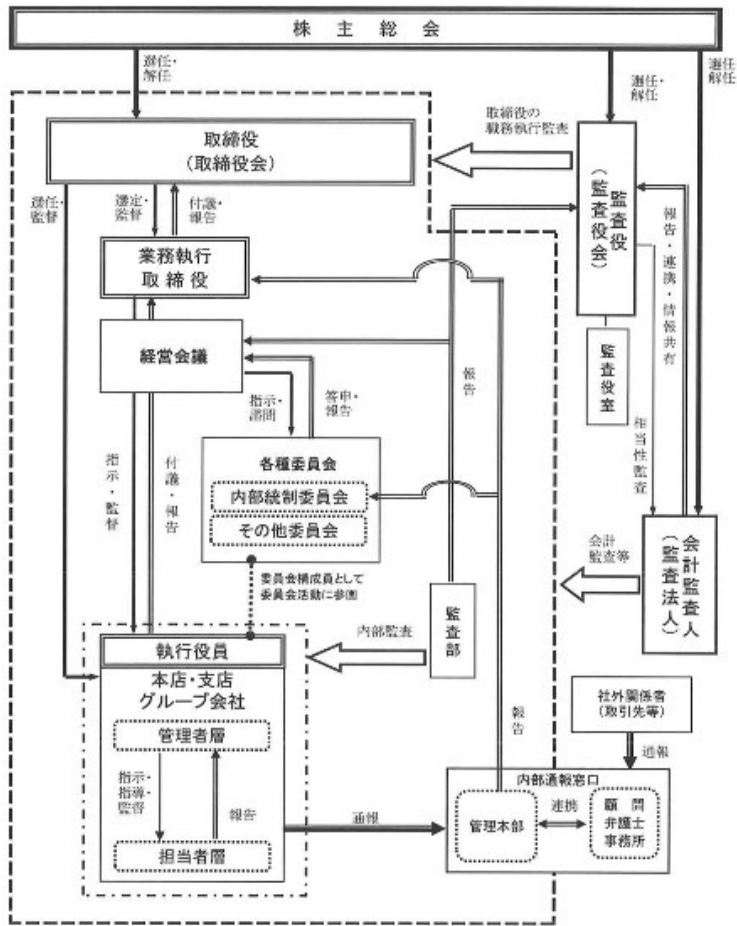 株主総会
選任・
解任
選任・
解任
選任・
解任
取締役の
職務執行監査
取締役
(取締役会)
監査役
(監査役会)
選任・
監督
選定・
監督
付議・
報告
報告・連携・情報共有
業務執行
取締役
経営会議
監査役室
報告
指示・
諮問
答申・
報告
相当性監査
各種委員会
内部統制委員会
その他委員会
指示・監督
付議・報告
会計
監査等
会計監査人
(監査法人)
委員会構成員として
委員会活動に参画
監査部
内部監査
執行役員
本店・支店
グループ会社
社外関係者
(取引先等)
管理者層
報告
通報
内部通報窓口
指示・
指導・
監督
報告
通報
管理本部
連携
顧問
弁護士
事務所
担当者層